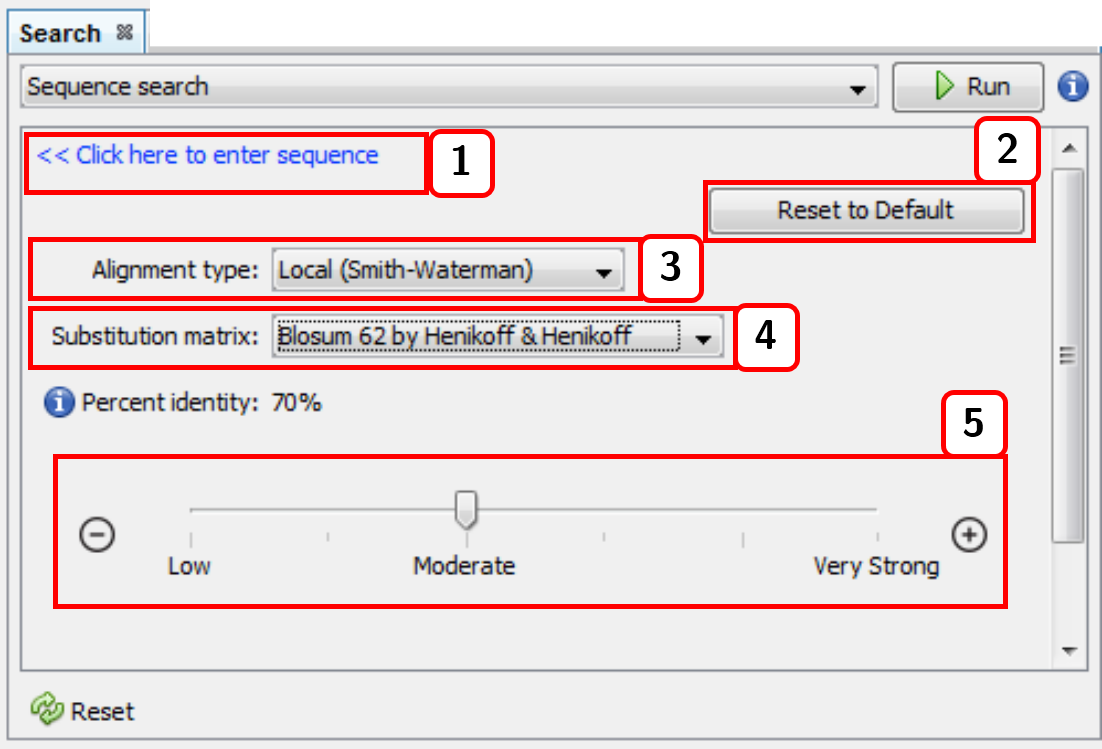 Search
Sequence search
Run
<< Click here to enter sequence
1
2
Reset to Default
Alignment type: Local (Smith-Waterman)
3
Substitution matrix: Blosum 62 by Henikoff & Henikoff
4
Percent identity: 70%
5
Low Moderate Very Strong
Reset